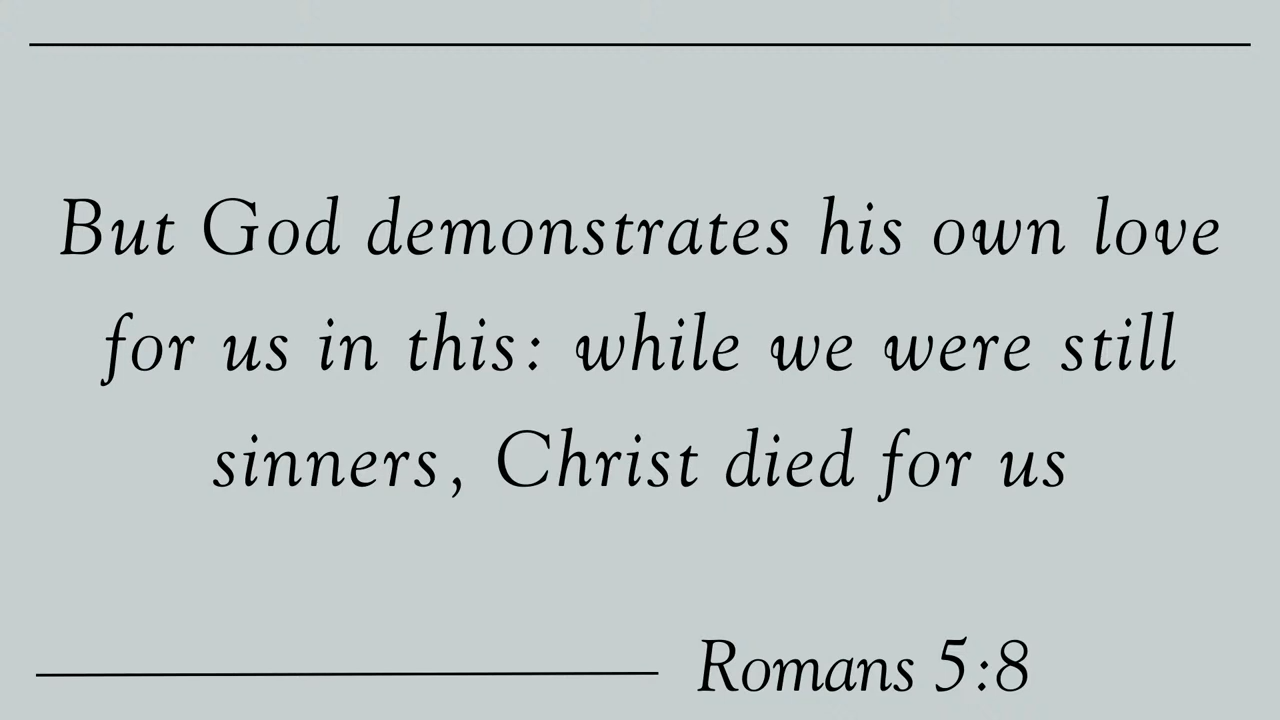 But God demonstrates his own love
for us in this: while we were still
sinners, Christ died for us
Romans 5:8